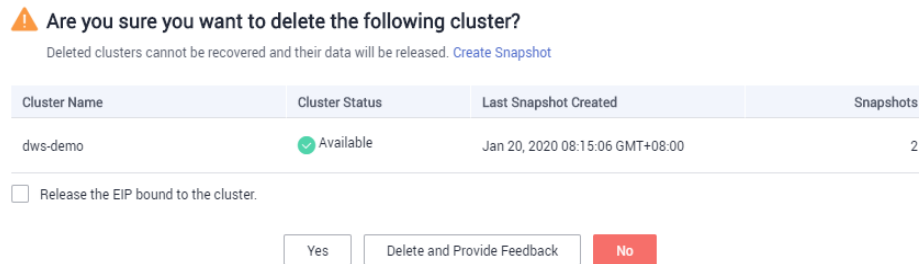 Are you sure you want to delete the following cluster?
Deleted clusters cannot be recovered and their data will be released. Create Snapshot
Cluster Name Cluster Status Last Snapshot Created Snapshots
dws-demo Available Jan 20, 2020 08:15:06 GMT+08:00 2
Release the EIP bound to the cluster.
Yes Delete and Provide Feedback No